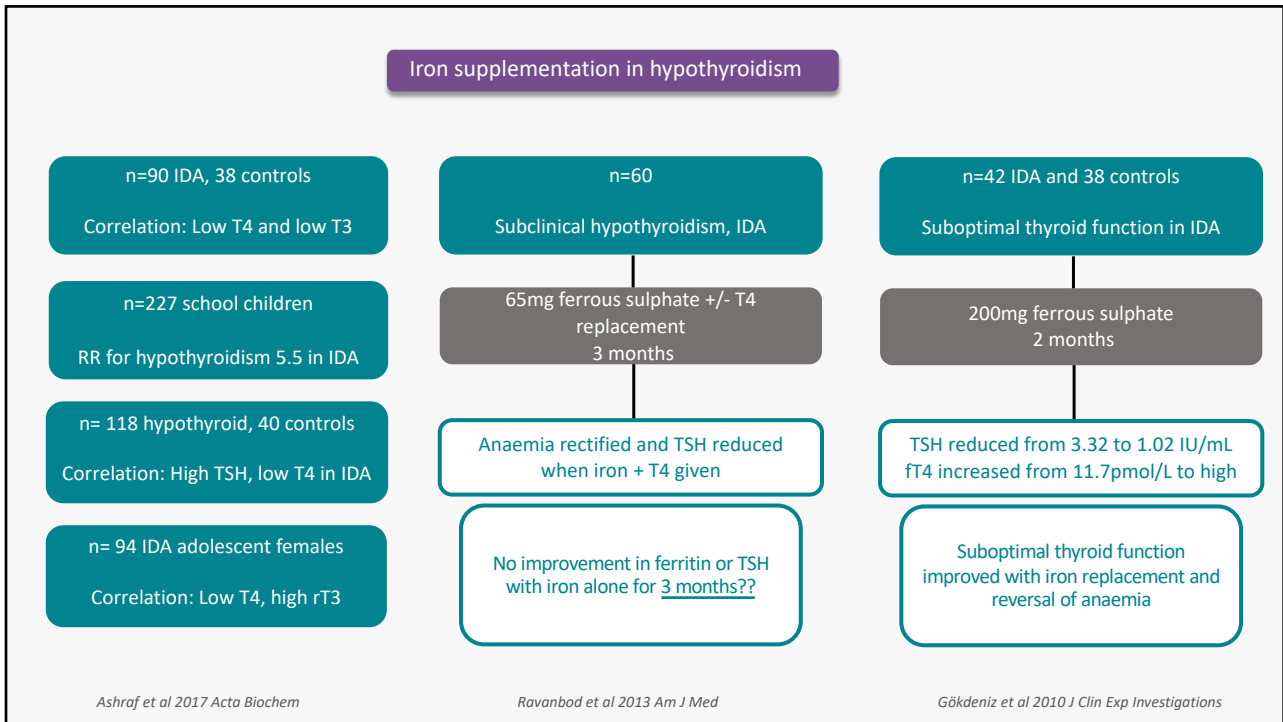 Iron supplementation in hypothyroidism
n=90 IDA, 38 controls
Correlation: Low T4 and low T3
n=227 school children
RR for hypothyroidism 5.5 in IDA
n= 118 hypothyroid, 40 controls
Correlation: High TSH, low T4 in IDA
n= 94 IDA adolescent females
Correlation: Low T4, high rT3
Ashraf et al 2017 Acta Biochem
n=60
Subclinical hypothyroidism, IDA
65mg ferrous sulphate +/- T4
replacement
3 months
Anaemia rectified and TSH reduced
when iron + T4 given
No improvement in ferritin or TSH
with iron alone for 3 months??
Ravanbod et al 2013 Am J Med
n=42 IDA and 38 controls
Suboptimal thyroid function in IDA
200mg ferrous sulphate
2 months
TSH reduced from 3.32 to 1.02 IU/mL
fT4 increased from 11.7pmol/L to high
Suboptimal thyroid function
improved with iron replacement and
reversal of anaemia
Gökdeniz et al 2010 J Clin Exp Investigations